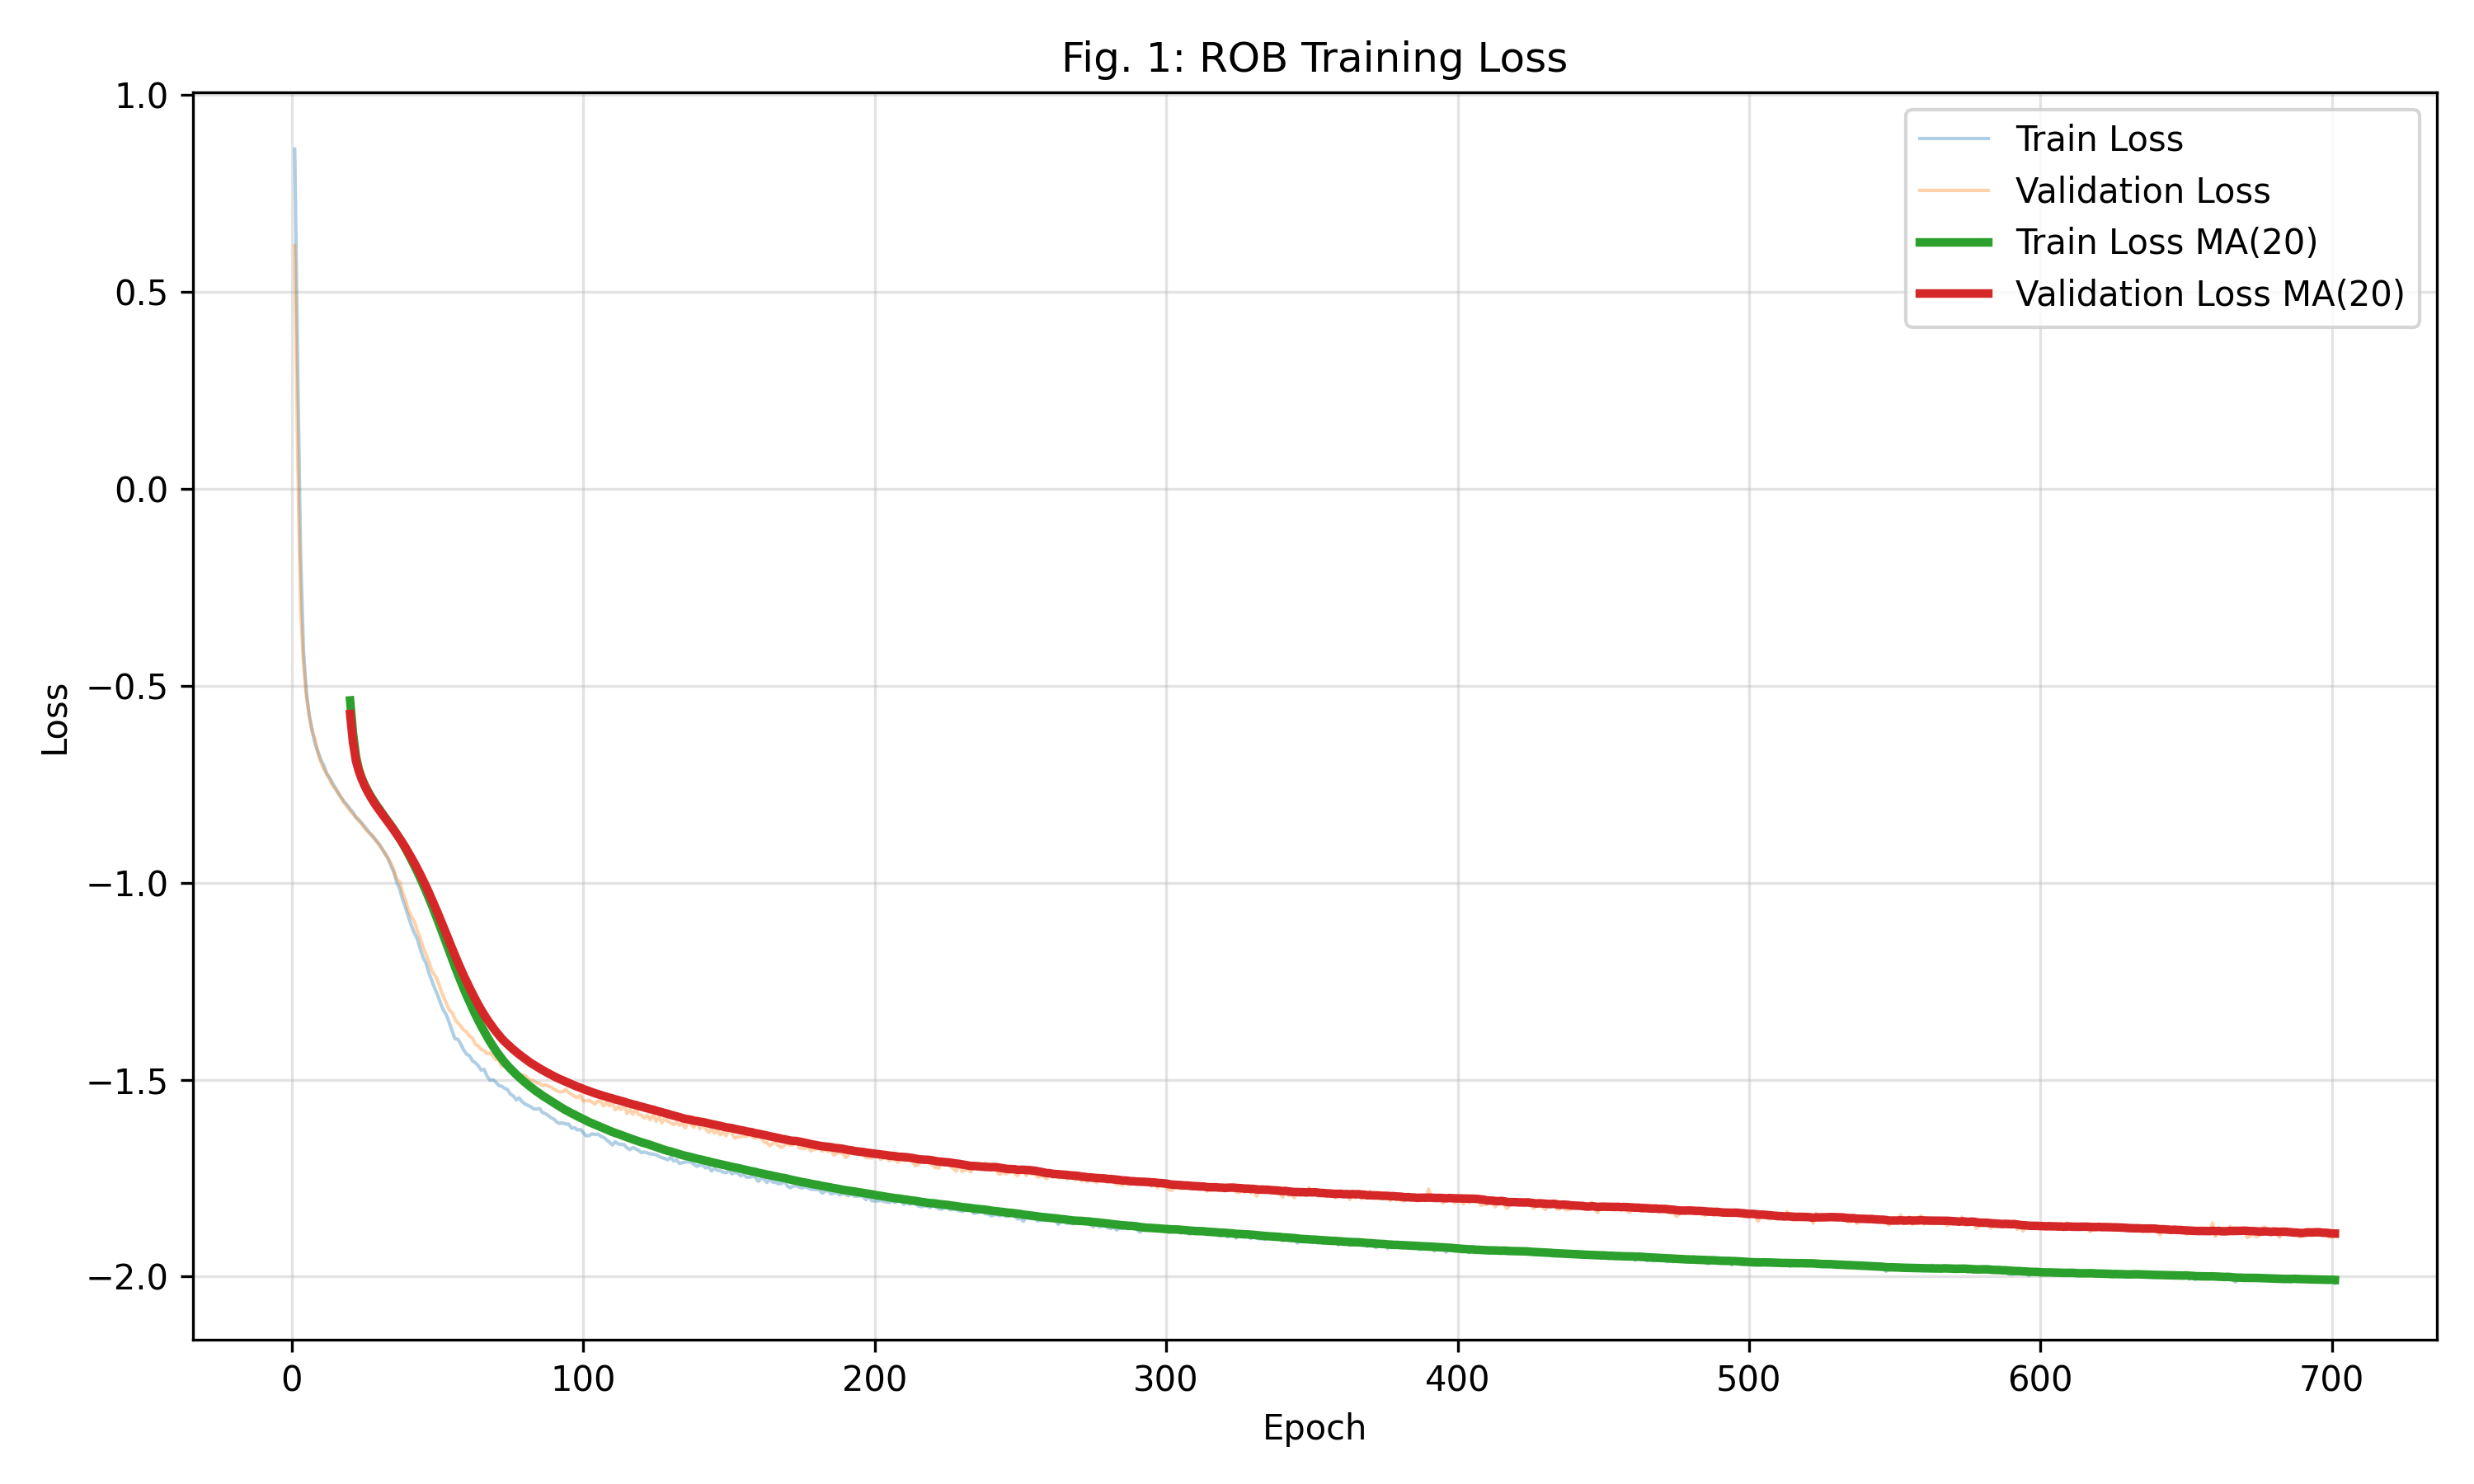 Fig. 1: ROB Training Loss
1.0
0.5
0.0
−0.5
−1.0
−1.5
−2.0
Loss
Train Loss
Validation Loss
Train Loss MA(20)
Validation Loss MA(20)
0 100 200 300 400 500 600 700
Epoch